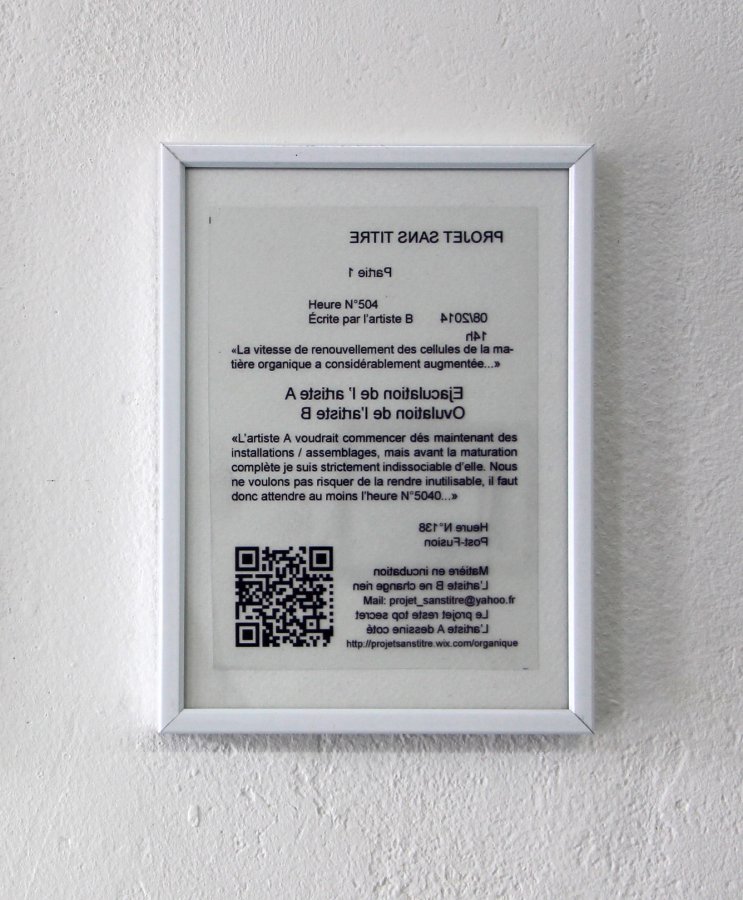 PROJET SANS TITRE
Partie 1
Heure N°504
Écrite par l'artiste B 08/2014
14h
«La vitesse de renouvellement des cellules de la ma-
tière organique a considérablement augmentée...»
Ejaculation de l' artiste A
Ovulation de l'artiste B
«L'artiste A voudrait commencer dés maintenant des
installations / assemblages, mais avant la maturation
complète je suis strictement indissociable d'elle. Nous
ne voulons pas risquer de la rendre inutilisable, il faut
donc attendre au moins l'heure N°5040...»
Heure N°138
Post-Fusion
Matière en incubation
L'artiste B ne change rien
Mail: projet_sanstitre@yahoo.fr
Le projet reste top secret
L'artiste A dessine coté
http://projetsanstitre.wix.com/organique